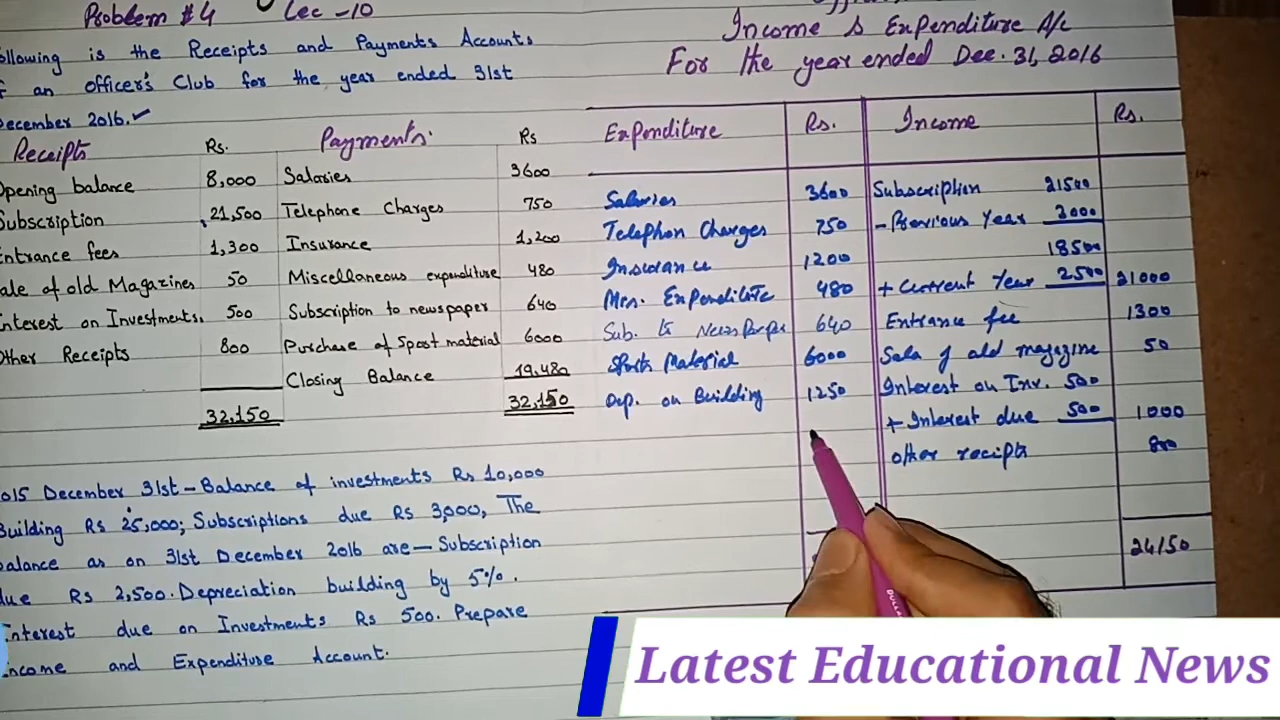 Problem #4 Lec -10
ollowing is the Receipts and Payments Accounts
f an officer's Club for the year ended 31st
December 2016.
Receipts Rs. Payments. Rs
Opening balance 8,000 Salaries 3600
Subscription 21,500 Telephone Charges 750
Entrance fees 1,300 Insurance 1,200
ale of old Magazines 50 Miscellaneous expenditure 480
Interest on Investments. 500 Subscription to newspaper 640
Other Receipts 800 Purchase of Spost material 6000
Closing Balance 19,480
32,150 32,150
015 December 31st - Balance of investments Rs 10,000
Building Rs 25,000; Subscriptions due Rs 3,000, The
balance as on 31st December 2016 are - Subscription
due Rs 2,500. Depreciation building by 5%.
Interest due on Investments Rs 500. Prepare
Income and Expenditure Account.
Income & Expenditure A/c
For the year ended Dec. 31, 2016
Expenditure Rs. Income Rs.
Salaries 3600 Subscription 21500
Telephon Charges 750 - Previous Year 3000
Insurance 1200 18500
Mis. Expenditure 480 + Current Year 2500 21000
Sub. to News Paper 640 Entrance fee 1300
Sports Material 6000 Sala of old magazine 50
Dep. on Building 1250 Interest on Inv. 500
+ Interest due 500 1000
other recipts 800
24150
Latest Educational News